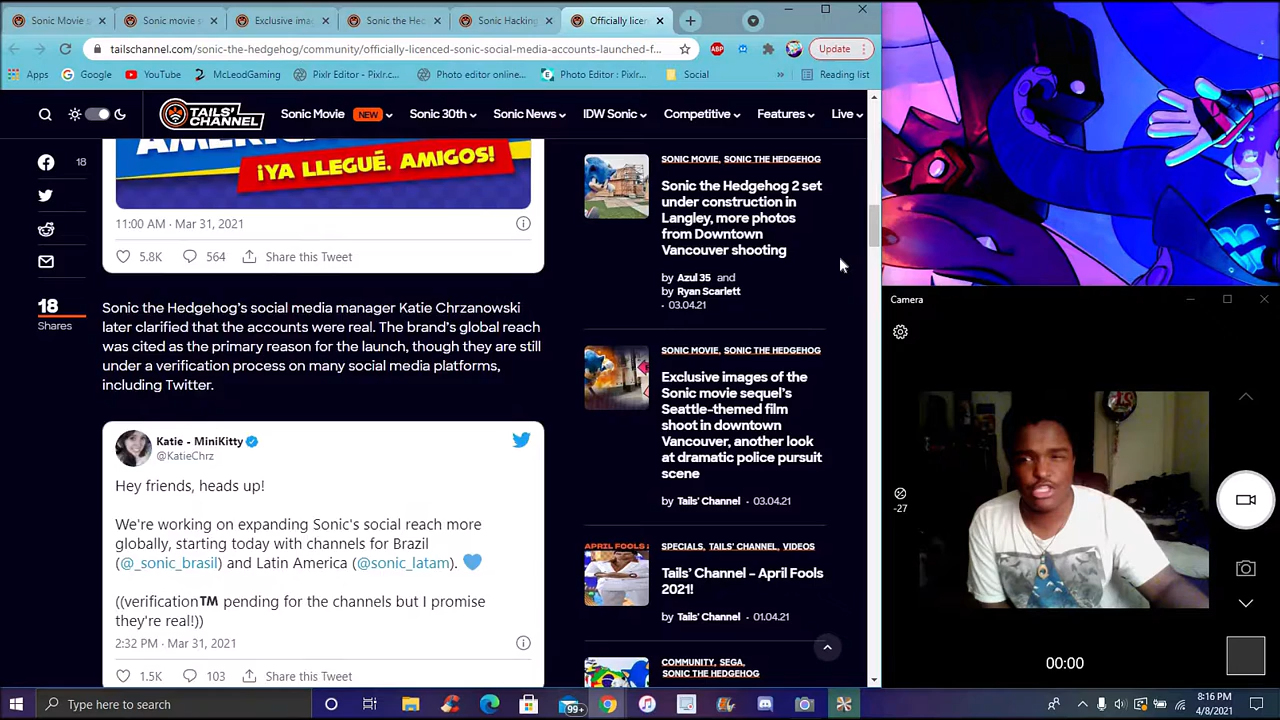 Sonic Movie
Sonic movie s
Exclusive ima
Sonic the Hed
Sonic Hacking
Officially licen
tailschannel.com/sonic-the-hedgehog/community/officially-licenced-sonic-social-media-accounts-launched-f...
ABP
Update
Apps
Google
YouTube
McLeodGaming
Pixlr Editor - Pixlr.c...
Photo editor online...
Photo Editor : Pixlr...
Social
»
Reading list
TAILS' CHANNEL
Sonic Movie NEW
Sonic 30th
Sonic News
IDW Sonic
Competitive
Features
Live
¡YA LLEGUÉ, AMIGOS!
11:00 AM · Mar 31, 2021
5.8K
564
Share this Tweet
18
18
Shares
Sonic the Hedgehog's social media manager Katie Chrzanowski
later clarified that the accounts were real. The brand's global reach
was cited as the primary reason for the launch, though they are still
under a verification process on many social media platforms,
including Twitter.
Katie - MiniKitty
@KatieChrz
Hey friends, heads up!
We're working on expanding Sonic's social reach more
globally, starting today with channels for Brazil
(@_sonic_brasil) and Latin America (@sonic_latam).
((verification™ pending for the channels but I promise
they're real!))
2:32 PM · Mar 31, 2021
1.5K
103
Share this Tweet
SONIC MOVIE, SONIC THE HEDGEHOG
Sonic the Hedgehog 2 set
under construction in
Langley, more photos
from Downtown
Vancouver shooting
by Azul 35 and
by Ryan Scarlett
· 03.04.21
SONIC MOVIE, SONIC THE HEDGEHOG
Exclusive images of the
Sonic movie sequel's
Seattle-themed film
shoot in downtown
Vancouver, another look
at dramatic police pursuit
scene
by Tails' Channel · 03.04.21
APRIL FOOLS
SPECIALS, TAILS' CHANNEL, VIDEOS
Tails' Channel – April Fools
2021!
by Tails' Channel · 01.04.21
COMMUNITY, SEGA,
SONIC THE HEDGEHOG
Camera
-27
00:00
Type here to search
99+
8:16 PM
4/8/2021